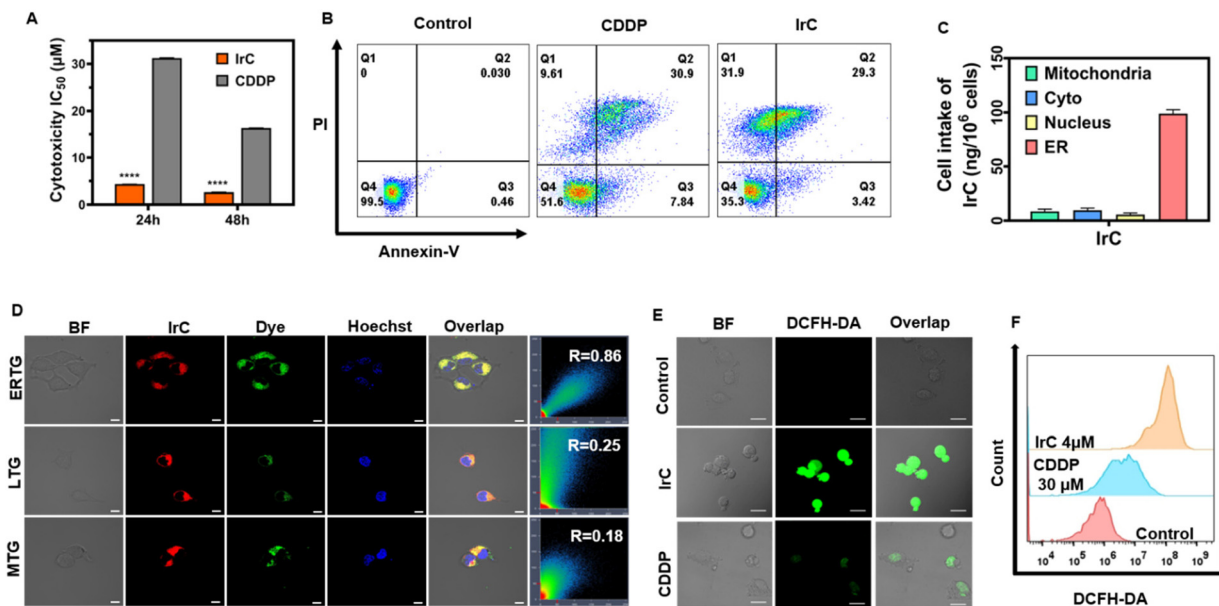 A
Cytotoxicity IC50 (μM)
30
20
10
0
IrC
CDDP
****
****
24h
48h
B
Control
CDDP
IrC
PI
Q1
0
Q2
0.030
Q4
99.5
Q3
0.46
Q1
9.61
Q2
30.9
Q4
51.6
Q3
7.84
Q1
31.9
Q2
29.3
Q4
35.3
Q3
3.42
Annexin-V
C
Cell intake of
IrC (ng/10⁶ cells)
150
100
50
0
Mitochondria
Cyto
Nucleus
ER
IrC
D
BF
IrC
Dye
Hoechst
Overlap
ERTG
R=0.86
LTG
R=0.25
MTG
R=0.18
E
BF
DCFH-DA
Overlap
Control
IrC
CDDP
F
Count
IrC 4μM
CDDP
30 μM
Control
10⁴ 10⁵ 10⁶ 10⁷ 10⁸ 10⁹
DCFH-DA